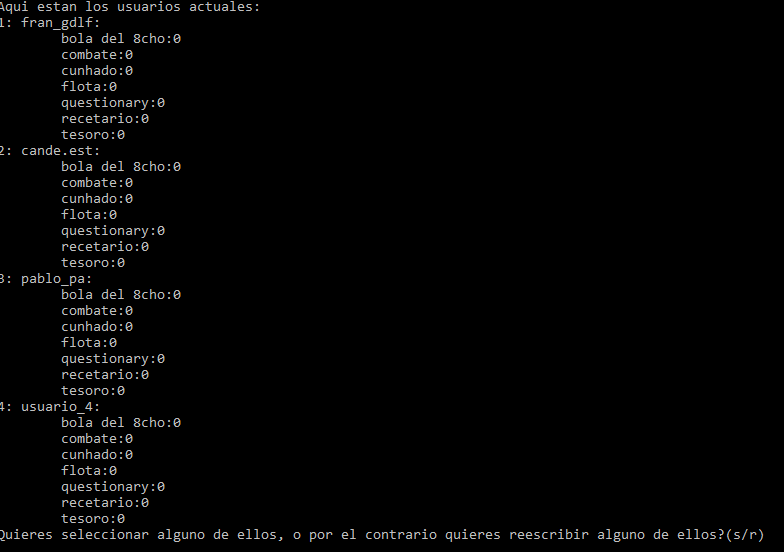 Aqui estan los usuarios actuales:
1: fran_gdlf:
bola del 8cho:0
combate:0
cunhado:0
flota:0
questionary:0
recetario:0
tesoro:0
2: cande.est:
bola del 8cho:0
combate:0
cunhado:0
flota:0
questionary:0
recetario:0
tesoro:0
3: pablo_pa:
bola del 8cho:0
combate:0
cunhado:0
flota:0
questionary:0
recetario:0
tesoro:0
4: usuario_4:
bola del 8cho:0
combate:0
cunhado:0
flota:0
questionary:0
recetario:0
tesoro:0
Quieres seleccionar alguno de ellos, o por el contrario quieres reescribir alguno de ellos?(s/r)